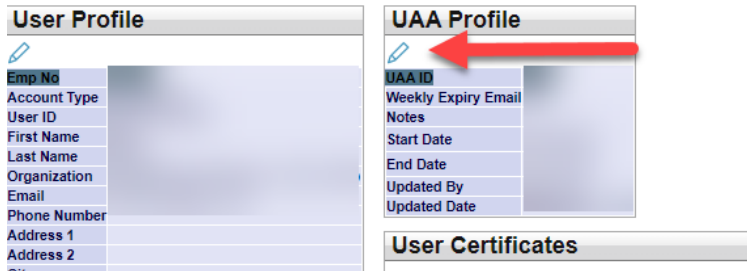 User Profile
Emp No
Account Type
User ID
First Name
Last Name
Organization
Email
Phone Number
Address 1
Address 2
UAA Profile
UAA ID
Weekly Expiry Email
Notes
Start Date
End Date
Updated By
Updated Date
User Certificates